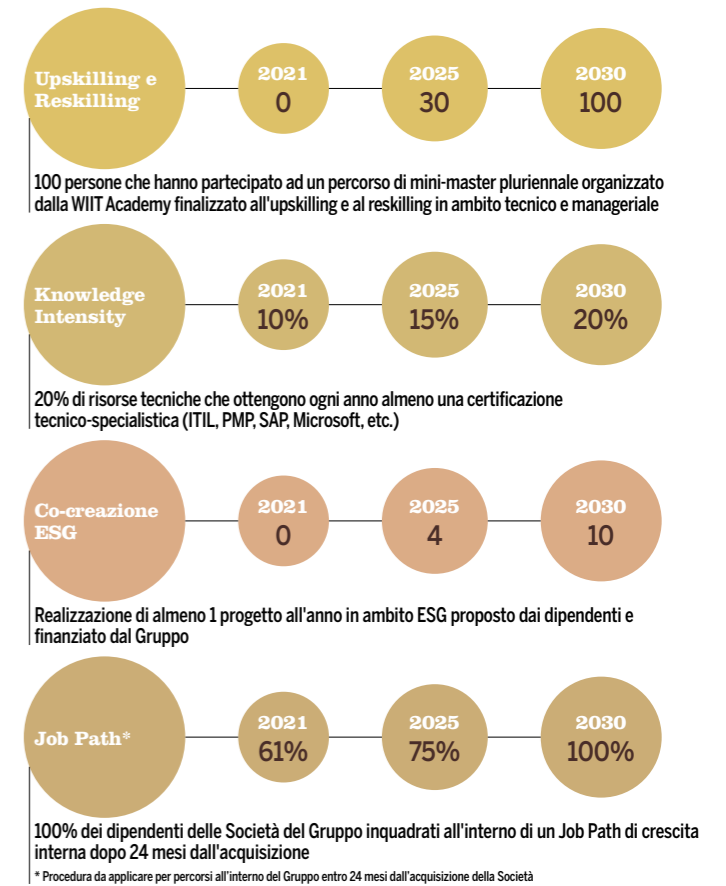 Upskilling e
Reskilling
2021
0
2025
30
2030
100
100 persone che hanno partecipato ad un percorso di mini-master pluriennale organizzato
dalla WIIT Academy finalizzato all'upskilling e al reskilling in ambito tecnico e manageriale
Knowledge
Intensity
2021
10%
2025
15%
2030
20%
20% di risorse tecniche che ottengono ogni anno almeno una certificazione
tecnico-specialistica (ITIL, PMP, SAP, Microsoft, etc.)
Co-creazione
ESG
2021
0
2025
4
2030
10
Realizzazione di almeno 1 progetto all'anno in ambito ESG proposto dai dipendenti e
finanziato dal Gruppo
Job Path*
2021
61%
2025
75%
2030
100%
100% dei dipendenti delle Società del Gruppo inquadrati all'interno di un Job Path di crescita
interna dopo 24 mesi dall'acquisizione
* Procedura da applicare per percorsi all'interno del Gruppo entro 24 mesi dall'acquisizione della Società